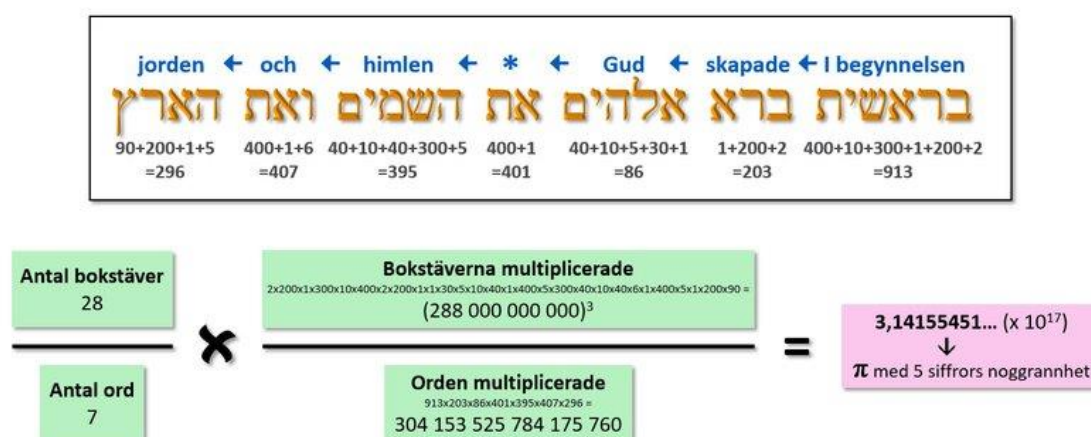 jorden ← och ← himlen ← * ← Gud ← skapade ← I begynnelsen
בראשית ברא אלהים את השמים ואת הארץ
90+200+1+5 400+1+6 40+10+40+300+5 400+1 40+10+5+30+1 1+200+2 400+10+300+1+200+2
=296 =407 =395 =401 =86 =203 =913
Antal bokstäver
28
Antal ord
7
×
Bokstäverna multiplicerade
2x200x1x300x10x400x2x200x1x1x30x5x10x40x1x400x5x300x40x10x40x6x1x400x5x1x200x90 =
(288 000 000 000)³
Orden multiplicerade
913x203x86x401x395x407x296 =
304 153 525 784 175 760
=
3,14155451... (x 10¹⁷)
↓
π med 5 siffrors noggrannhet